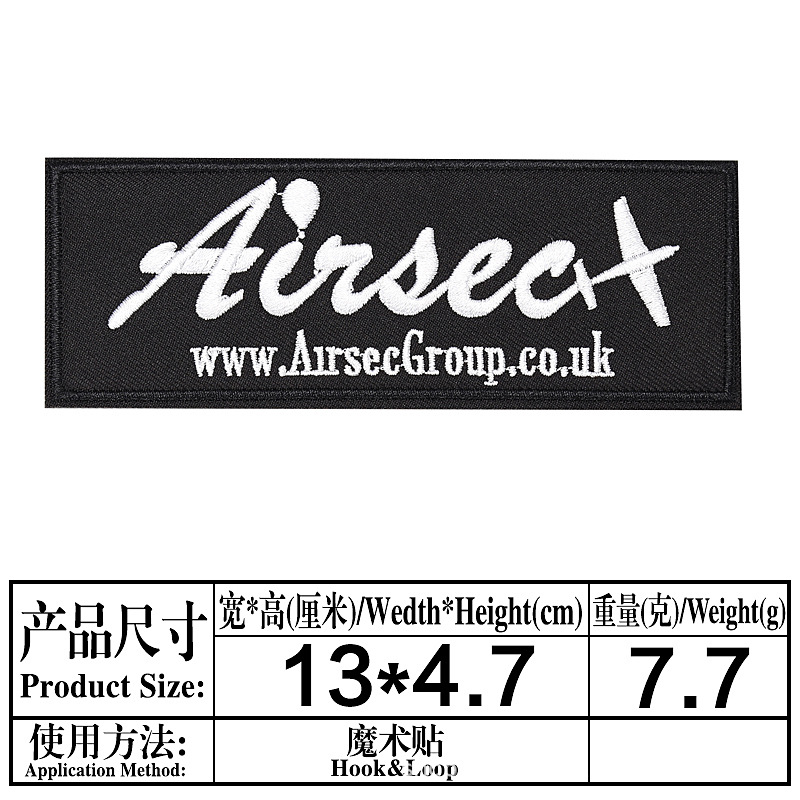 Airsec
www.AirsecGroup.co.uk
产品尺寸
Product Size:
宽*高(厘米)/Wedth*Height(cm)
13*4.7
重量(克)/Weight(g)
7.7
使用方法:
Application Method:
魔术贴
Hook&Loop